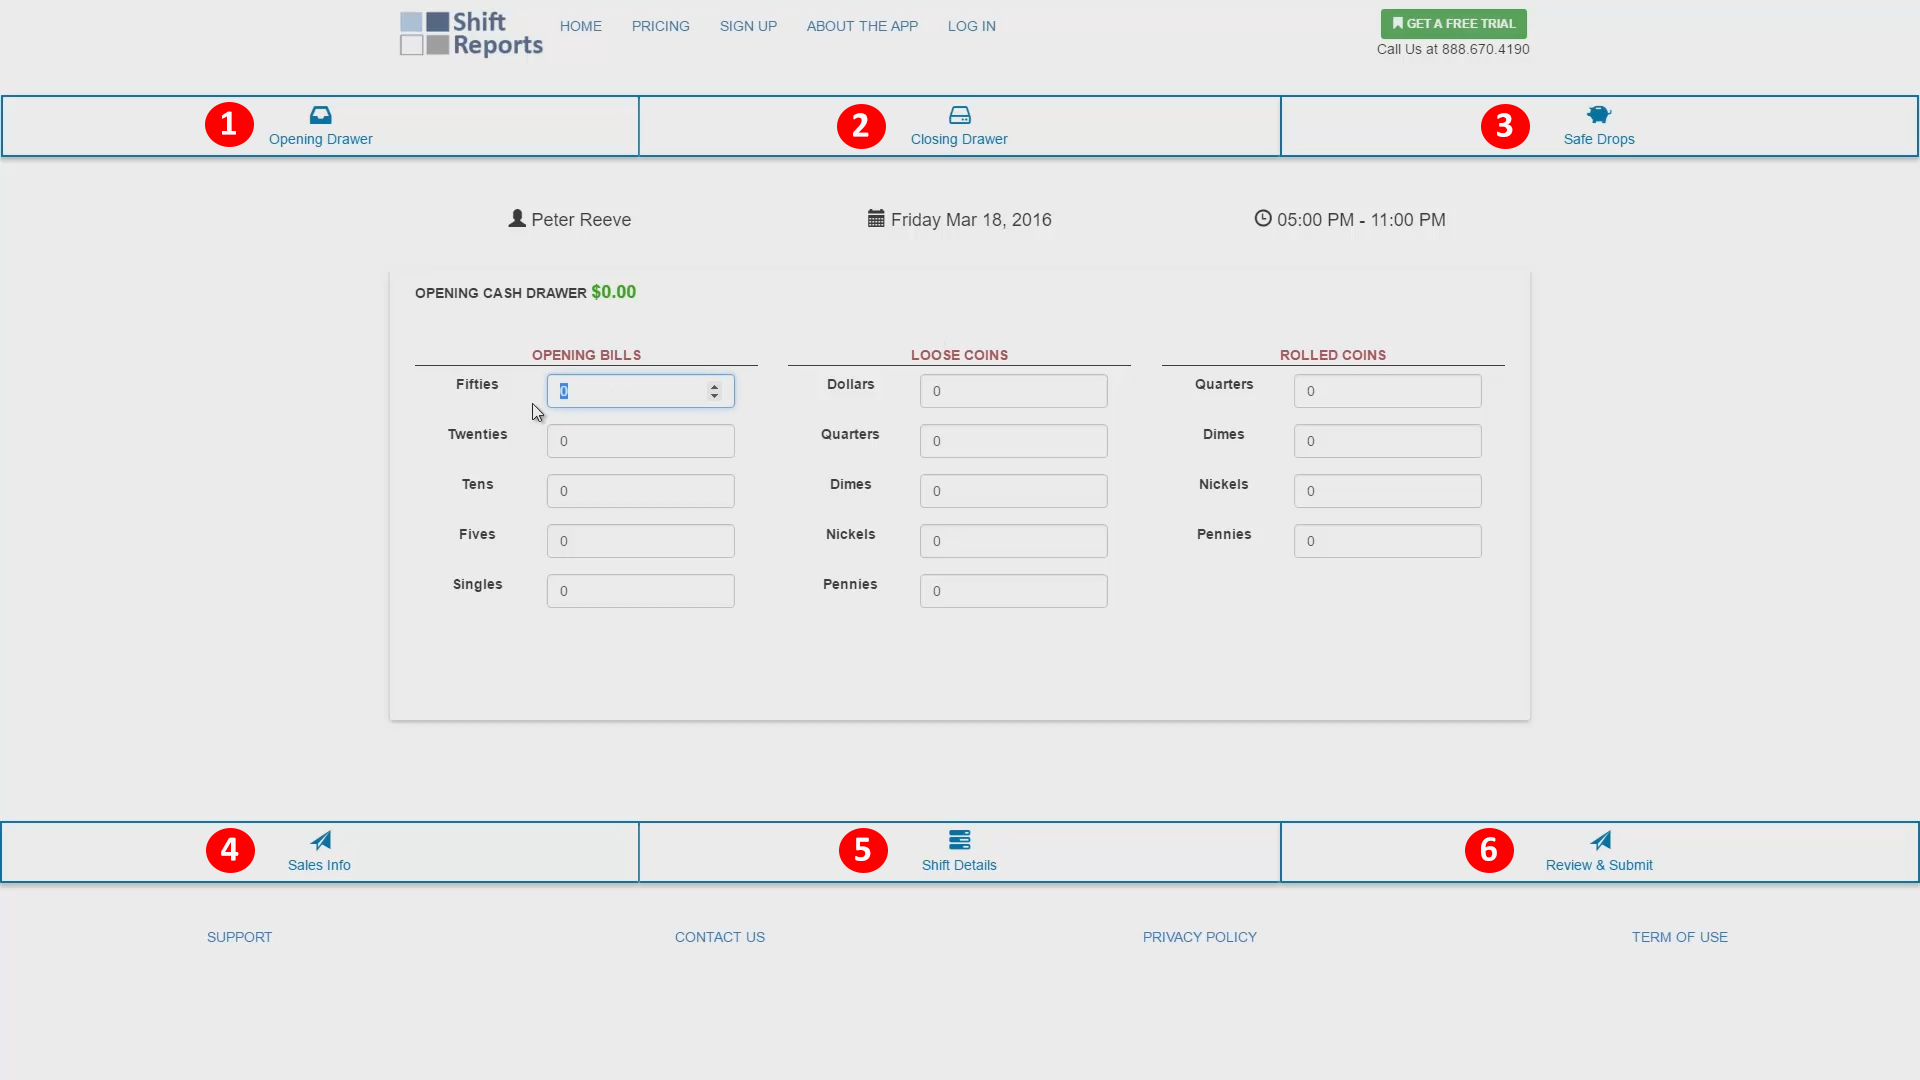 Shift
Reports
HOME PRICING SIGN UP ABOUT THE APP LOG IN
GET A FREE TRIAL
Call Us at 888.670.4190
1 Opening Drawer
2 Closing Drawer
3 Safe Drops
Peter Reeve
Friday Mar 18, 2016
05:00 PM - 11:00 PM
OPENING CASH DRAWER $0.00
OPENING BILLS
Fifties 0
Twenties 0
Tens 0
Fives 0
Singles 0
LOOSE COINS
Dollars 0
Quarters 0
Dimes 0
Nickels 0
Pennies 0
ROLLED COINS
Quarters 0
Dimes 0
Nickels 0
Pennies 0
4 Sales Info
5 Shift Details
6 Review & Submit
SUPPORT CONTACT US PRIVACY POLICY TERM OF USE